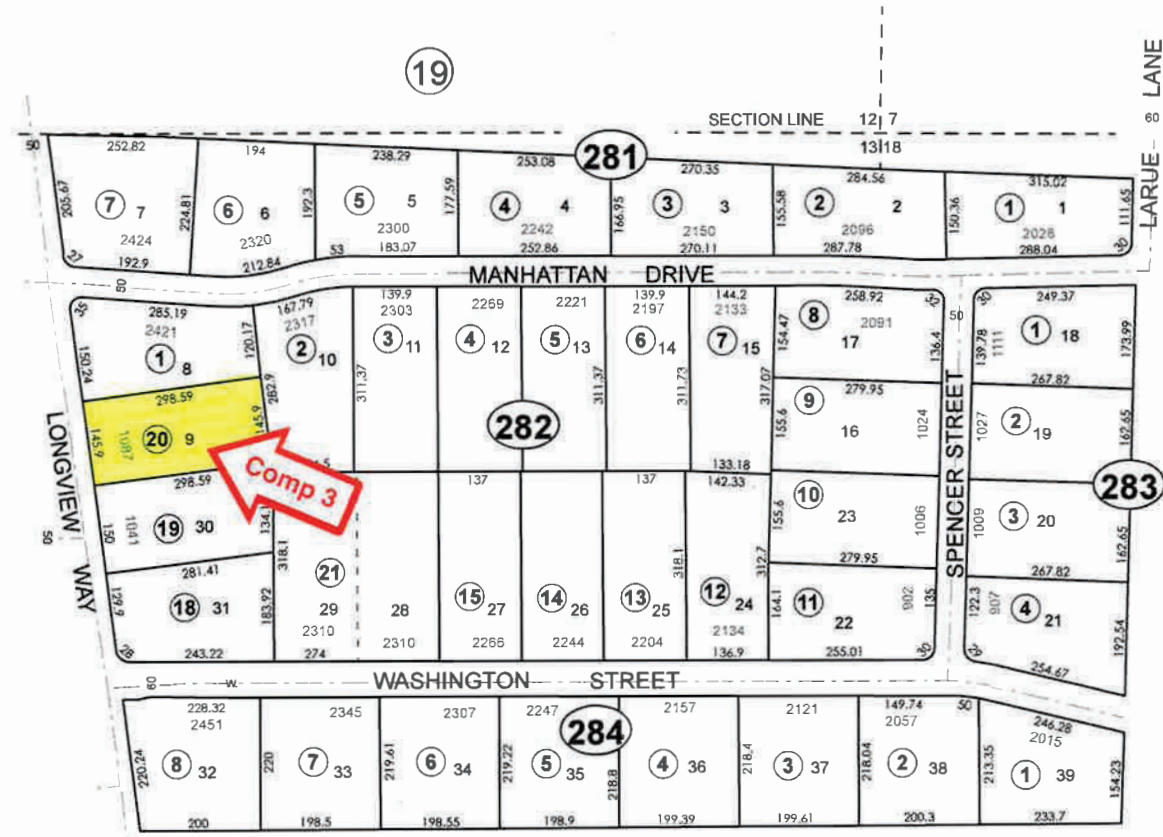 19
LARUE LANE
60
SECTION LINE 12 7
13 18
281
50 252.82 194 238.29 253.08 270.35 284.56 315.02
205.67 7 7 224.81 6 6 192.3 5 5 177.59 4 4 166.95 3 3 155.58 2 2 150.36 1 1 111.65
2424 2320 2300 2242 2150 2096 2026
27 192.9 212.84 53 183.07 252.86 270.11 287.78 288.04 30
50 MANHATTAN DRIVE
35 285.19 167.79 139.9 2269 2221 139.9 144.2 258.92 32 30 249.37
2421 2317 2303 2197 2133 2091 50
150.24 1 8 120.17 2 10 3 11 4 12 5 13 6 14 7 15 154.47 8 17 136.4 139.78 1111 1 18 173.99
282.9 311.37 311.37 311.73 317.07
298.59 279.95 267.82
LONGVIEW WAY
145.9 1087 20 9 145.9
282
155.6 9 16 1024 1027 2 19 162.65
SPENCER STREET
298.59 .5 137 137 133.18
142.33
Comp 3
283
50 150 1041 19 30 134.1 155.6 10 23 1006 1009 3 20 162.65
281.41 318.1 318.1 312.7 279.95 267.82
129.9 18 31 183.92 21 29 28 15 27 14 26 13 25 12 24 164.1 11 22 902 135 122.3 907 4 21 192.54
2310 2310 2266 2244 2204 2134
28 243.22 274 136.9 255.01 30 29 254.67
60 W. WASHINGTON STREET
50
228.32 2345 2307 2247 2157 2121 149.74 246.28
2451 2057 2015
284
220.24 8 32 220 7 33 219.61 6 34 219.22 5 35 218.8 4 36 218.4 3 37 218.04 2 38 213.35 1 39 154.23
200 198.5 198.55 198.9 199.39 199.61 200.3 233.7